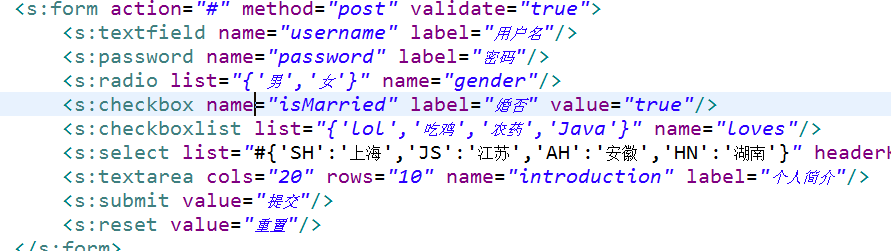 <s:form action="#" method="post" validate="true">
<s:textfield name="username" label="用户名"/>
<s:password name="password" label="密码"/>
<s:radio list="{'男','女'}" name="gender"/>
<s:checkbox name="isMarried" label="婚否" value="true"/>
<s:checkboxlist list="{'lol','吃鸡','农药','Java'}" name="loves"/>
<s:select list="#{'SH':'上海','JS':'江苏','AH':'安徽','HN':'湖南'}" header
<s:textarea cols="20" rows="10" name="introduction" label="个人简介"/>
<s:submit value="提交"/>
<s:reset value="重置"/>
</s:form>